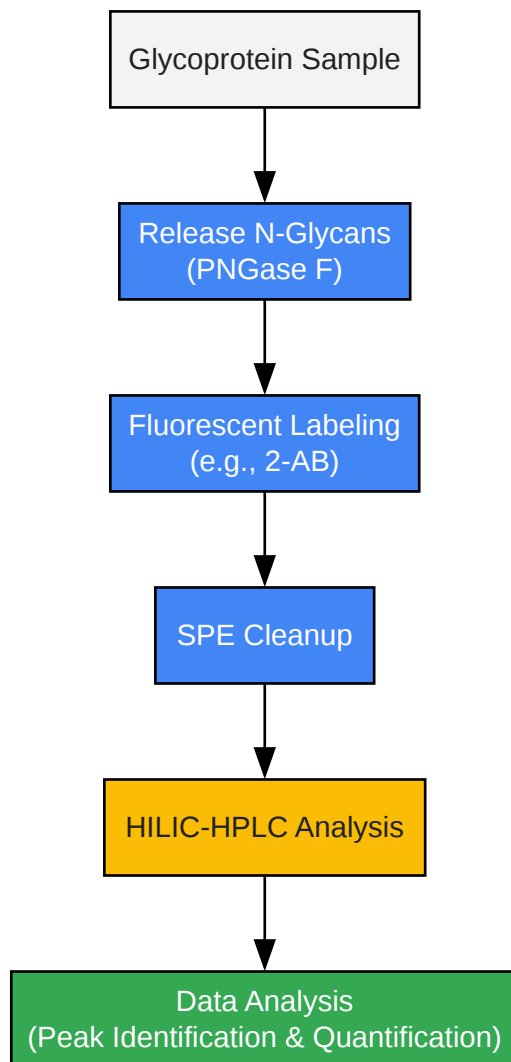 Glycoprotein Sample
Release N-Glycans
(PNGase F)
Fluorescent Labeling
(e.g., 2-AB)
SPE Cleanup
HILIC-HPLC Analysis
Data Analysis
(Peak Identification & Quantification)